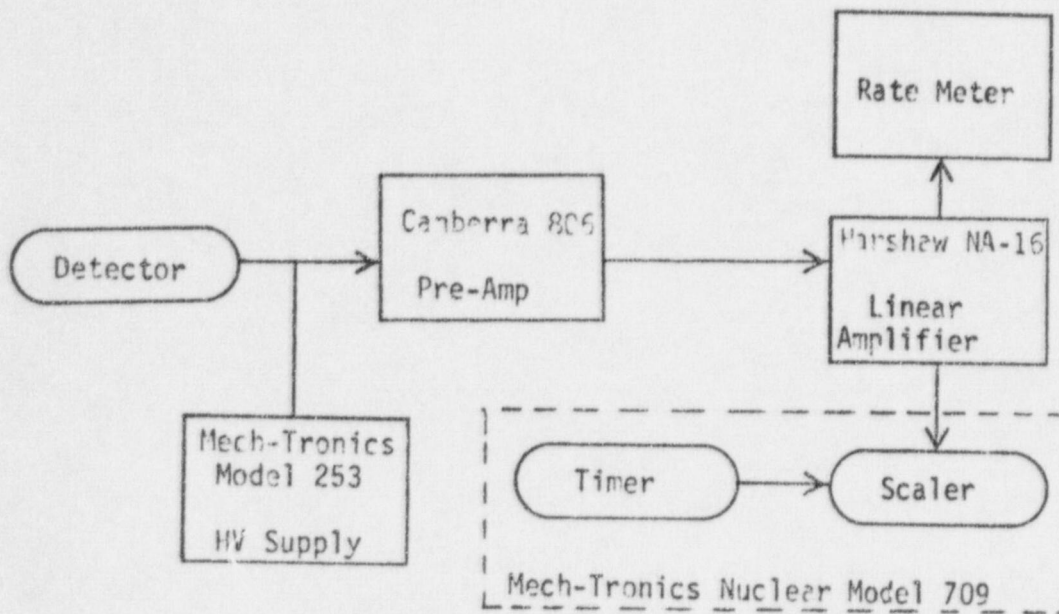 Rate Meter
Canberra 806
Pre-Amp
Detector
Harshaw NA-16
Linear
Amplifier
Mech-Tronics
Model 253
HV Supply
Timer
Scaler
Mech-Tronics Nuclear Model 709